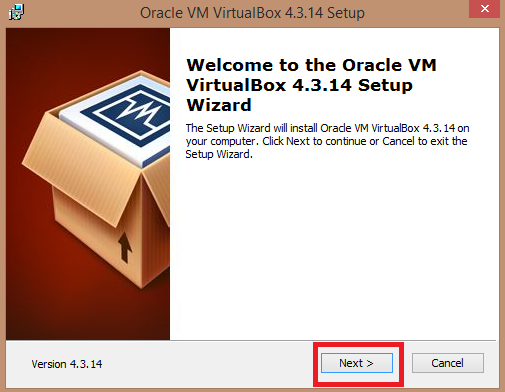 Oracle VM VirtualBox 4.3.14 Setup
Welcome to the Oracle VM
VirtualBox 4.3.14 Setup
Wizard
The Setup Wizard will install Oracle VM VirtualBox 4.3.14 on
your computer. Click Next to continue or Cancel to exit the
Setup Wizard.
Version 4.3.14
Next >
Cancel